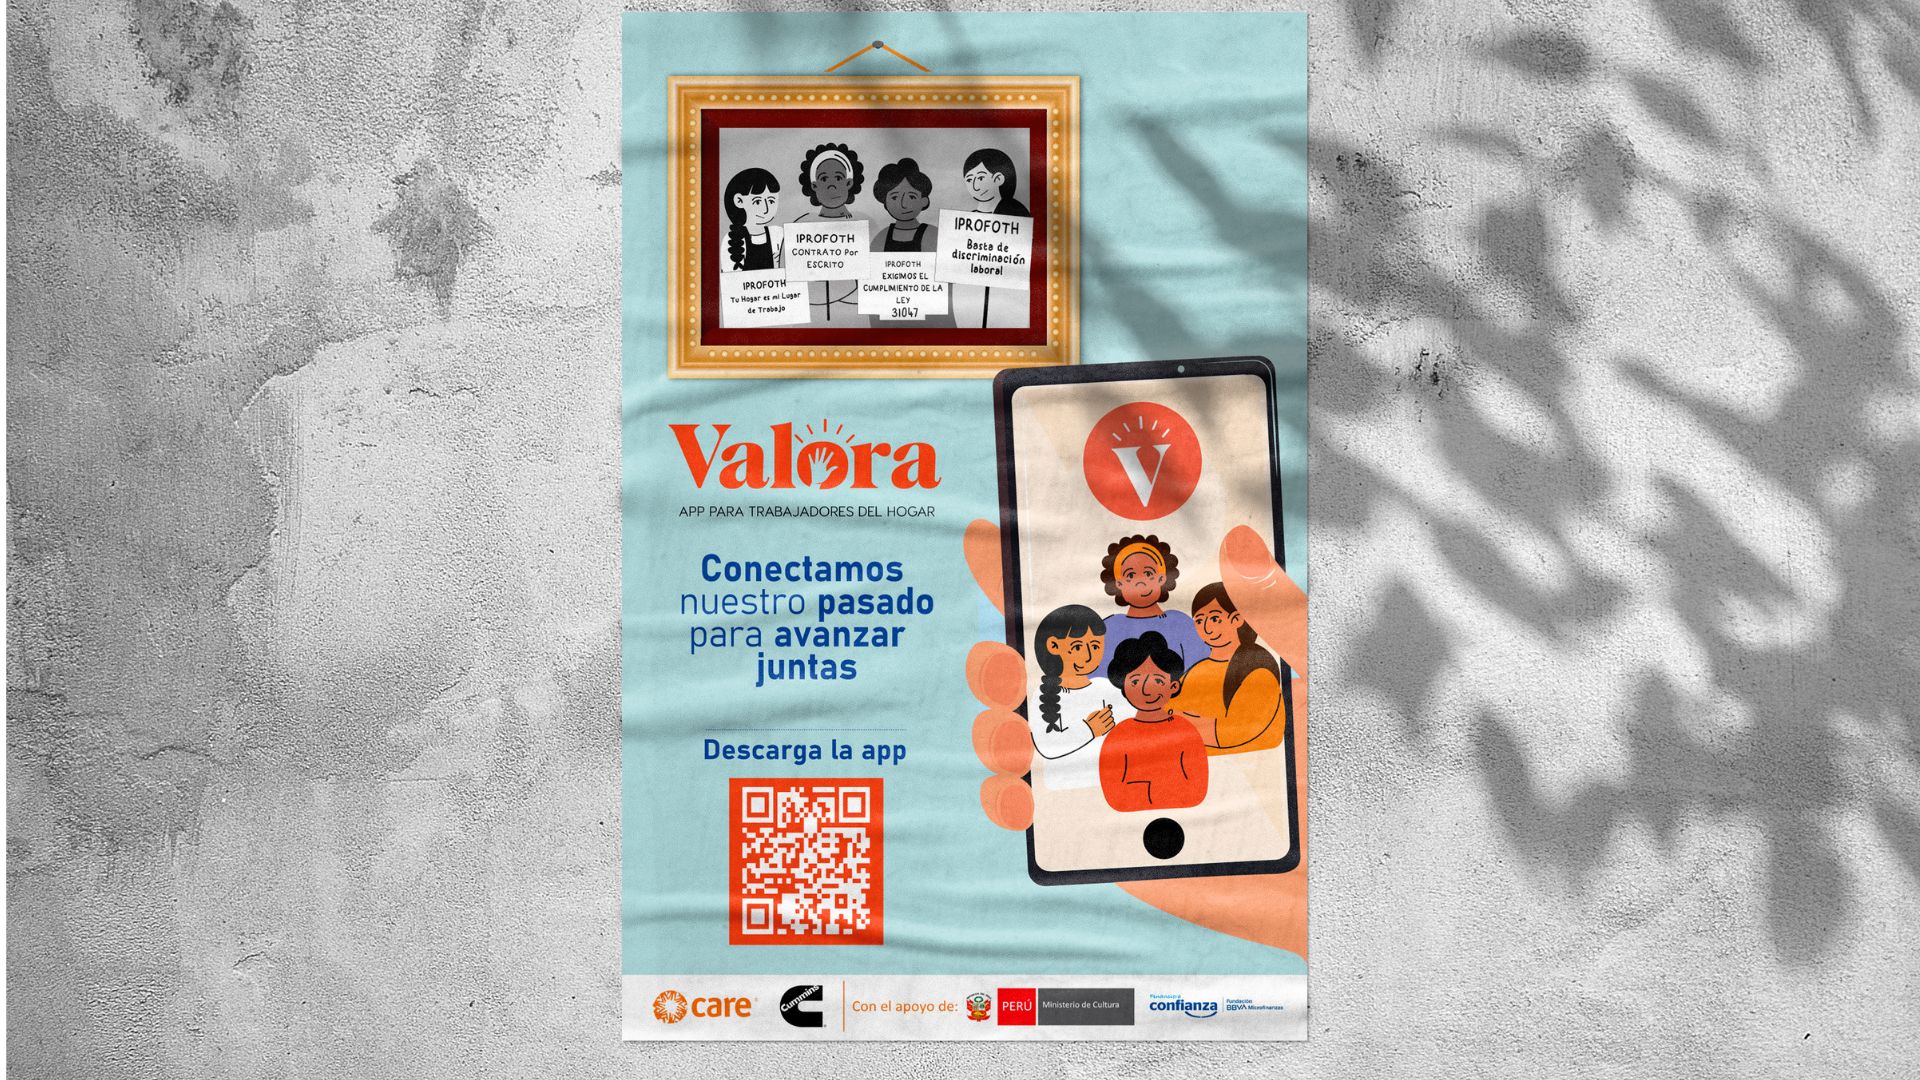 IPROFOTH
Tu Hogar es mi Lugar
de Trabajo
IPROFOTH
CONTRATO Por
ESCRITO
IPROFOTH
EXIGIMOS EL
CUMPLIMIENTO DE LA
LEY
31047
IPROFOTH
Basta de
discriminación
laboral
Valora
APP PARA TRABAJADORES DEL HOGAR
Conectamos
nuestro pasado
para avanzar
juntas
Descarga la app
V
care
Cummins
Con el apoyo de:
PERÚ
Ministerio de Cultura
Financiera
confianza
Fundación
BBVA Microfinanzas